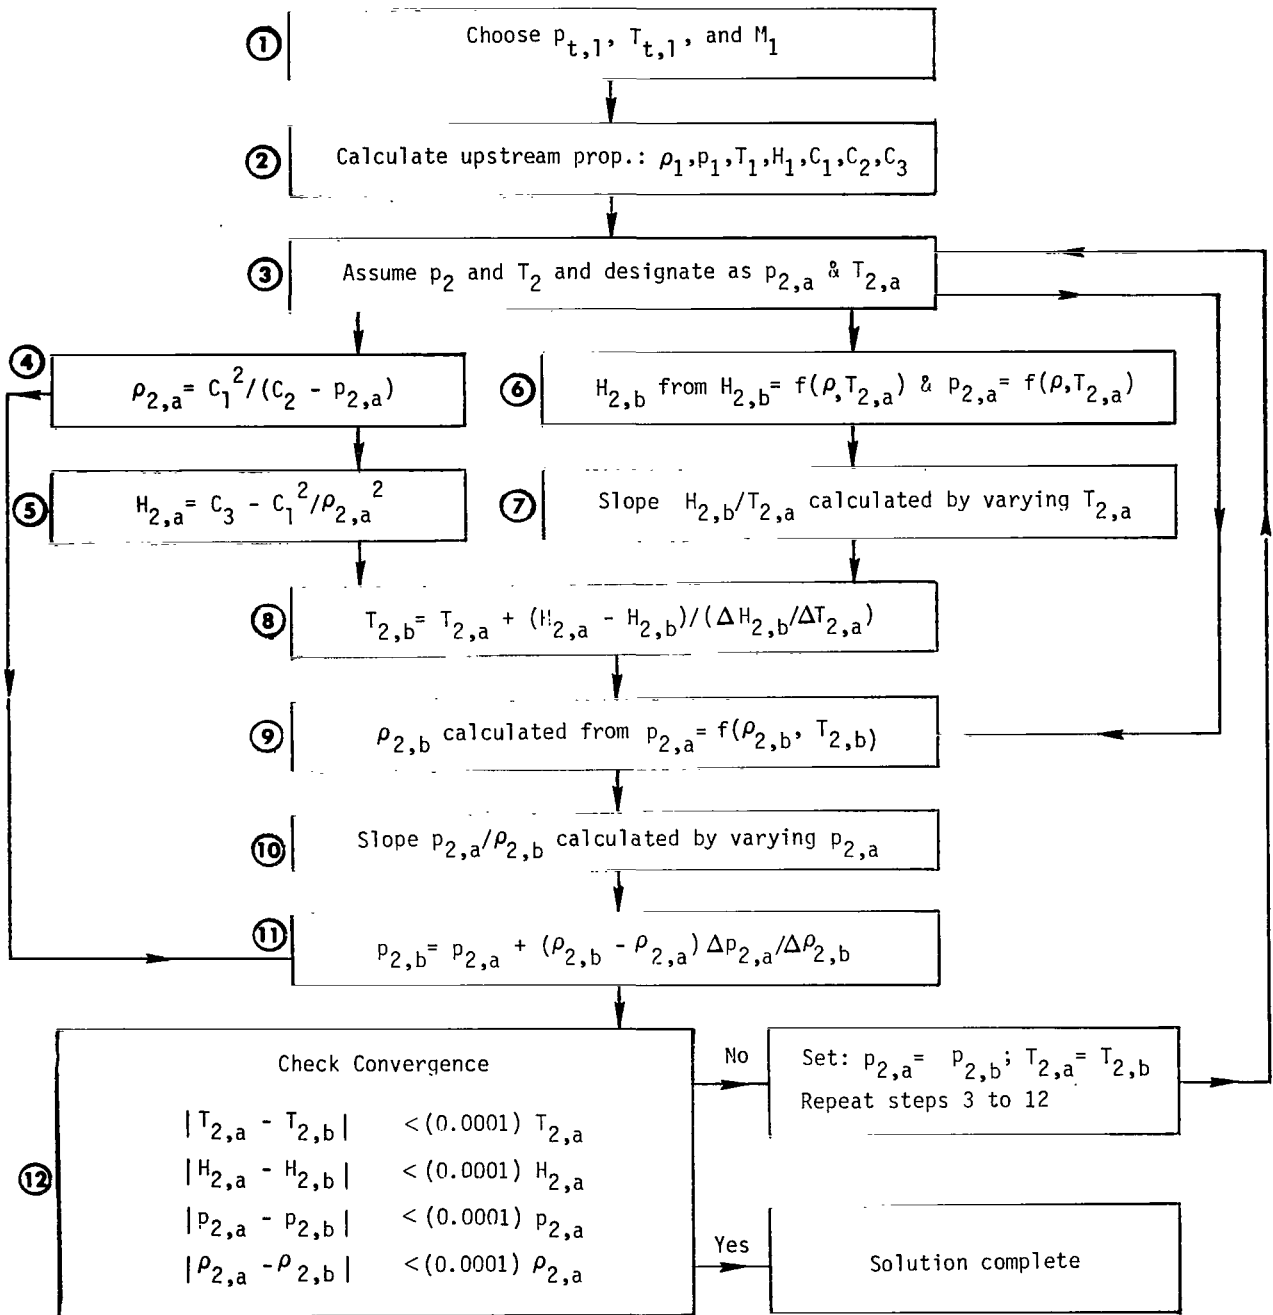 ① Choose p_{t,1}, T_{t,1}, and M_1
② Calculate upstream prop.: ρ_1,p_1,T_1,H_1,C_1,C_2,C_3
③ Assume p_2 and T_2 and designate as p_{2,a} & T_{2,a}
④ ρ_{2,a}= C_1^2/(C_2 - p_{2,a})
⑤ H_{2,a}= C_3 - C_1^2/ρ_{2,a}^2
⑥ H_{2,b} from H_{2,b}= f(ρ,T_{2,a}) & p_{2,a}= f(ρ,T_{2,a})
⑦ Slope H_{2,b}/T_{2,a} calculated by varying T_{2,a}
⑧ T_{2,b}= T_{2,a} + (H_{2,a} - H_{2,b})/(ΔH_{2,b}/ΔT_{2,a})
⑨ ρ_{2,b} calculated from p_{2,a}= f(ρ_{2,b}, T_{2,b})
⑩ Slope p_{2,a}/ρ_{2,b} calculated by varying p_{2,a}
⑪ p_{2,b}= p_{2,a} + (ρ_{2,b} - ρ_{2,a}) Δp_{2,a}/Δρ_{2,b}
⑫ Check Convergence
|T_{2,a} - T_{2,b}| <(0.0001) T_{2,a}
|H_{2,a} - H_{2,b}| <(0.0001) H_{2,a}
|p_{2,a} - p_{2,b}| <(0.0001) p_{2,a}
|ρ_{2,a} -ρ_{2,b}| <(0.0001) ρ_{2,a}
No
Set: p_{2,a}= p_{2,b}; T_{2,a}= T_{2,b}
Repeat steps 3 to 12
Yes
Solution complete